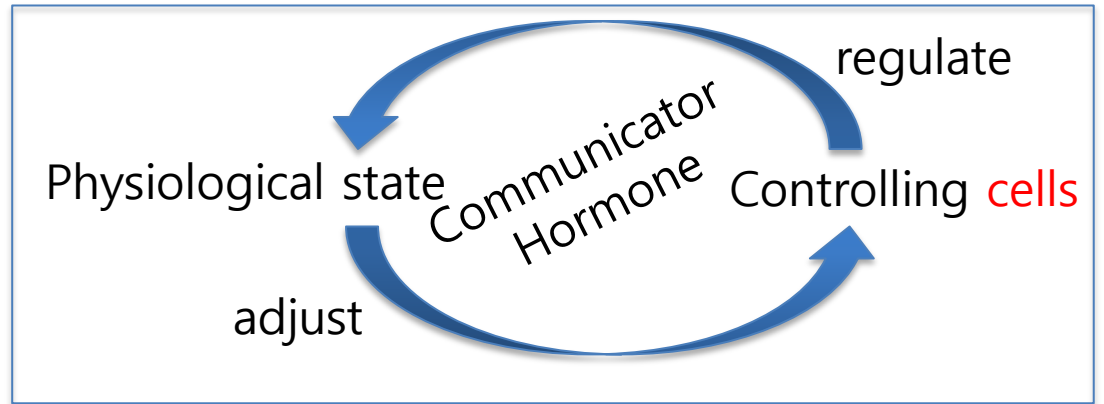 regulate
Communicator
Hormone
Physiological state
Controlling cells
adjust